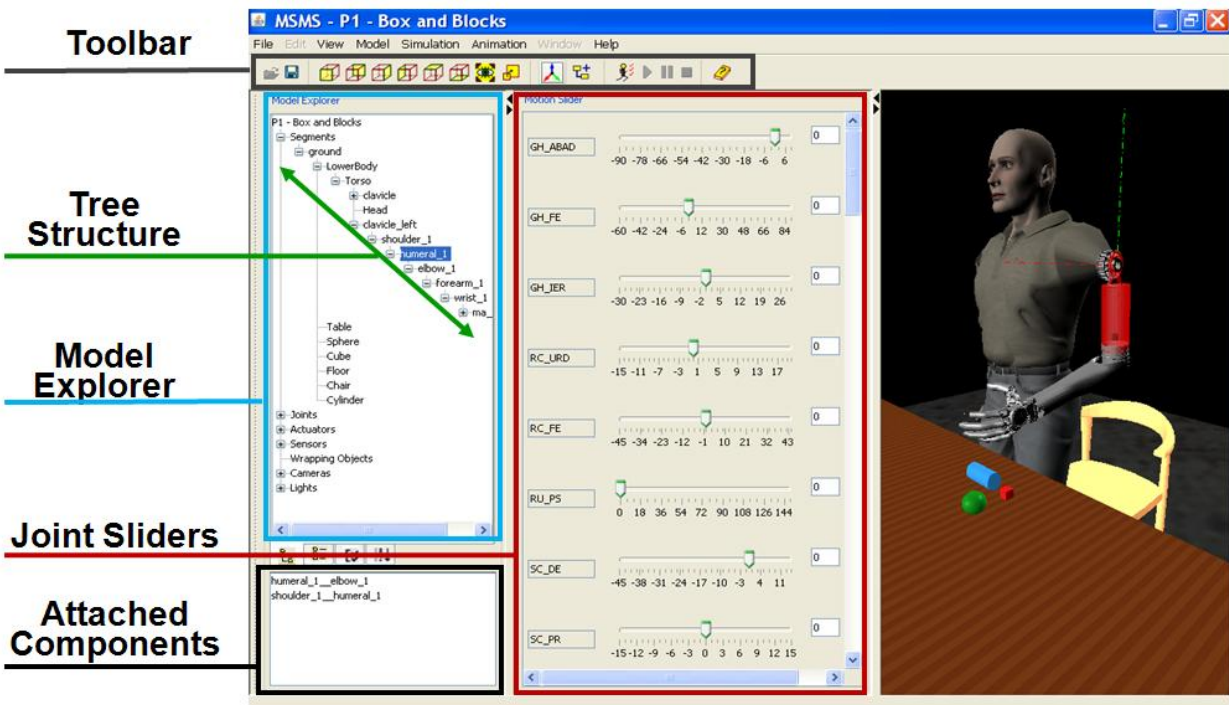 MSMS - P1 - Box and Blocks
File Edit View Model Simulation Animation Window Help
Toolbar
Tree
Structure
Model
Explorer
Joint Sliders
Attached
Components
Model Explorer
P1 - Box and Blocks
Segments
ground
LowerBody
Torso
clavicle
Head
clavicle_left
shoulder_1
humeral_1
elbow_1
forearm_1
wrist_1
ma_
Table
Sphere
Cube
Floor
Chair
Cylinder
Joints
Actuators
Sensors
Wrapping Objects
Cameras
Lights
humeral_1__elbow_1
shoulder_1__humeral_1
Motion Slider
GH_ABAD 0
-90 -78 -66 -54 -42 -30 -18 -6 6
GH_FE 0
-60 -42 -24 -6 12 30 48 66 84
GH_IER 0
-30 -23 -16 -9 -2 5 12 19 26
RC_URD 0
-15 -11 -7 -3 1 5 9 13 17
RC_FE 0
-45 -34 -23 -12 -1 10 21 32 43
RU_PS 0
0 18 36 54 72 90 108 126 144
SC_DE 0
-45 -38 -31 -24 -17 -10 -3 4 11
SC_PR 0
-15 -12 -9 -6 -3 0 3 6 9 12 15